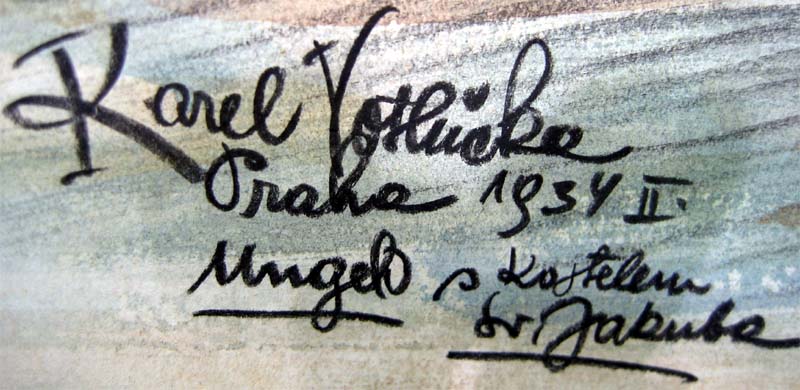 Karel Votlučka
Praha 1934 II.
Ungelt s Kostelem
sv. Jakuba